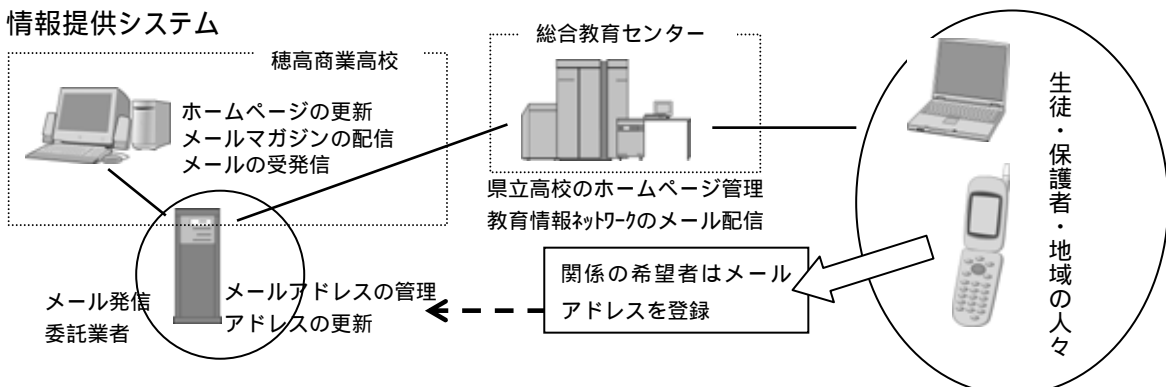 情報提供システム
穂高商業高校
ホームページの更新
メールマガジンの配信
メールの受発信
総合教育センター
県立高校のホームページ管理
教育情報ネットワークのメール配信
生徒・保護者・地域の人々
関係の希望者はメール
アドレスを登録
メールアドレスの管理
アドレスの更新
メール発信
委託業者